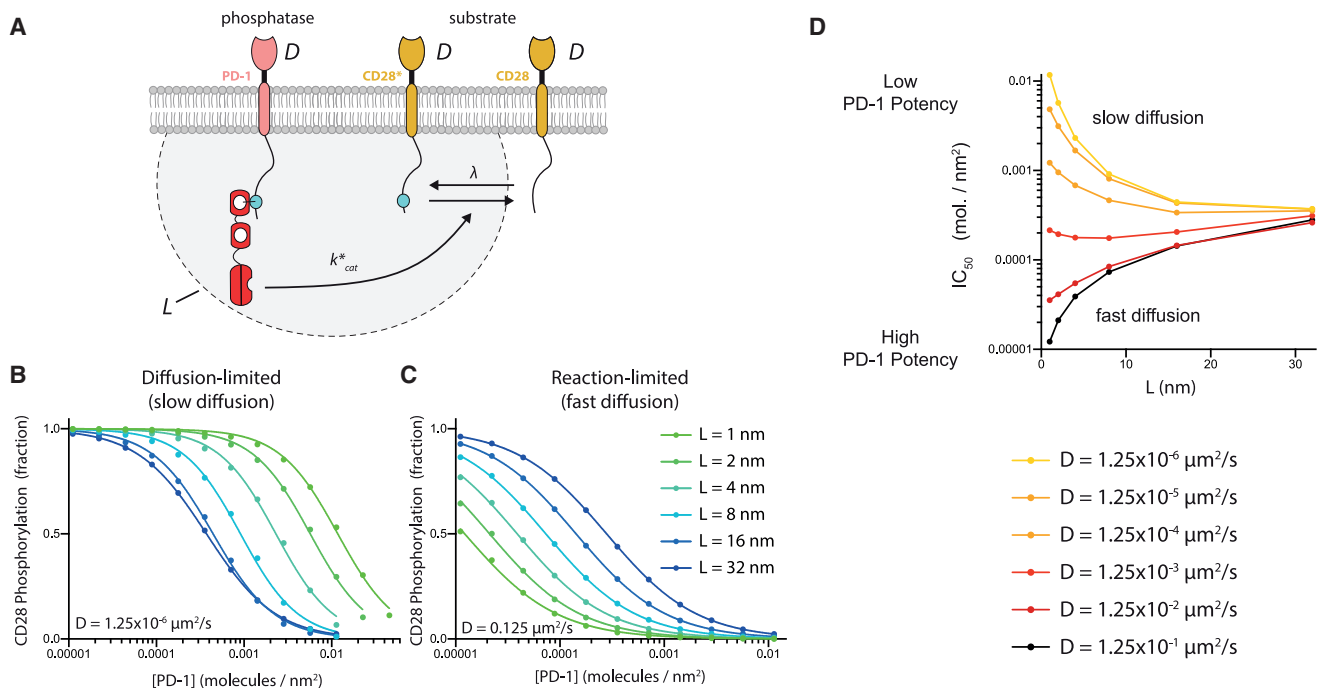 A
phosphatase
substrate
D
D
PD-1
CD28*
CD28
λ
k*cat
L
B
Diffusion-limited
(slow diffusion)
CD28 Phosphorylation (fraction)
1.0
0.5
0.0
D = 1.25x10⁻⁶ μm²/s
0.00001
0.0001
0.001
0.01
[PD-1] (molecules / nm²)
C
Reaction-limited
(fast diffusion)
CD28 Phosphorylation (fraction)
1.0
0.5
0.0
L = 1 nm
L = 2 nm
L = 4 nm
L = 8 nm
L = 16 nm
L = 32 nm
D = 0.125 μm²/s
0.00001
0.0001
0.001
0.01
[PD-1] (molecules / nm²)
D
Low
PD-1 Potency
High
PD-1 Potency
IC₅₀ (mol. / nm²)
0.01
0.001
0.0001
0.00001
slow diffusion
fast diffusion
0
10
20
30
L (nm)
D = 1.25x10⁻⁶ μm²/s
D = 1.25x10⁻⁵ μm²/s
D = 1.25x10⁻⁴ μm²/s
D = 1.25x10⁻³ μm²/s
D = 1.25x10⁻² μm²/s
D = 1.25x10⁻¹ μm²/s